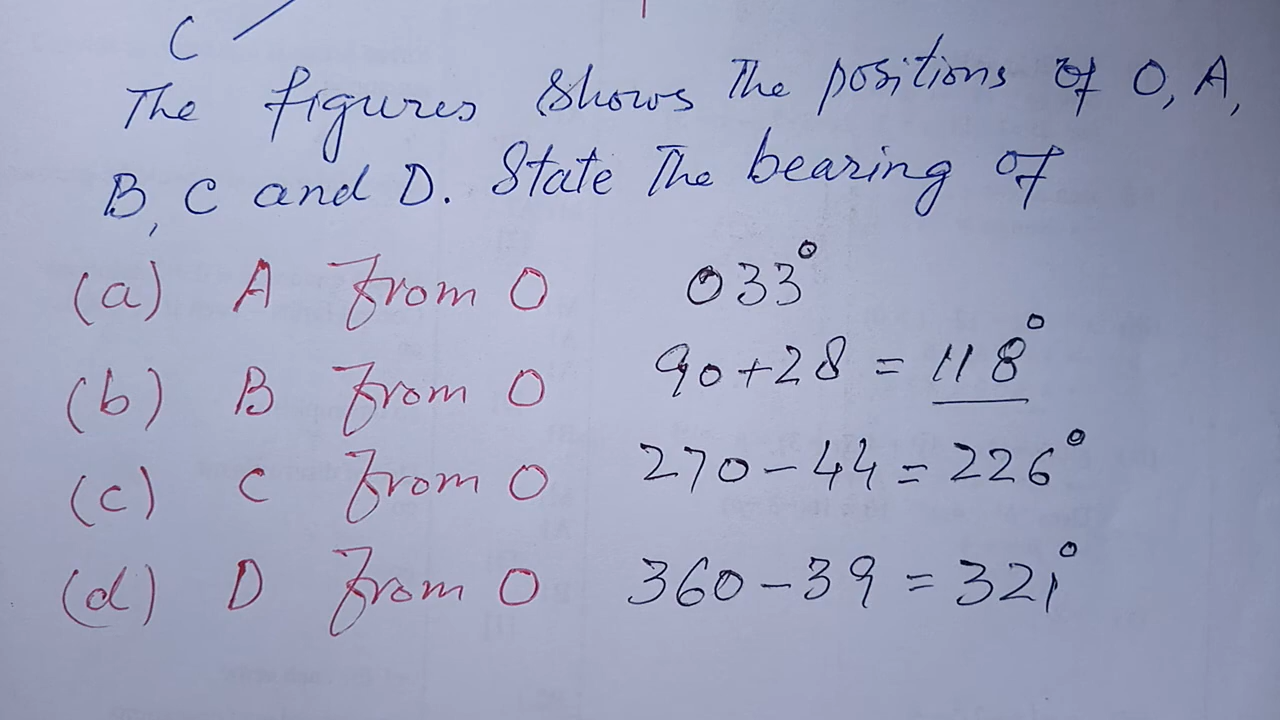 C
The figures shows The positions of O, A,
B, C and D. State The bearing of
(a) A from O 033°
(b) B from O 90+28 = 118°
(c) C from O 270-44 = 226°
(d) D from O 360-39 = 321°